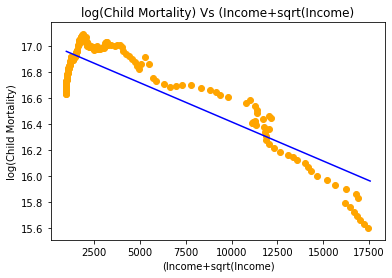 log(Child Mortality) Vs (Income+sqrt(Income)
log(Child Mortality)
17.0
16.8
16.6
16.4
16.2
16.0
15.8
15.6
2500 5000 7500 10000 12500 15000 17500
(Income+sqrt(Income)